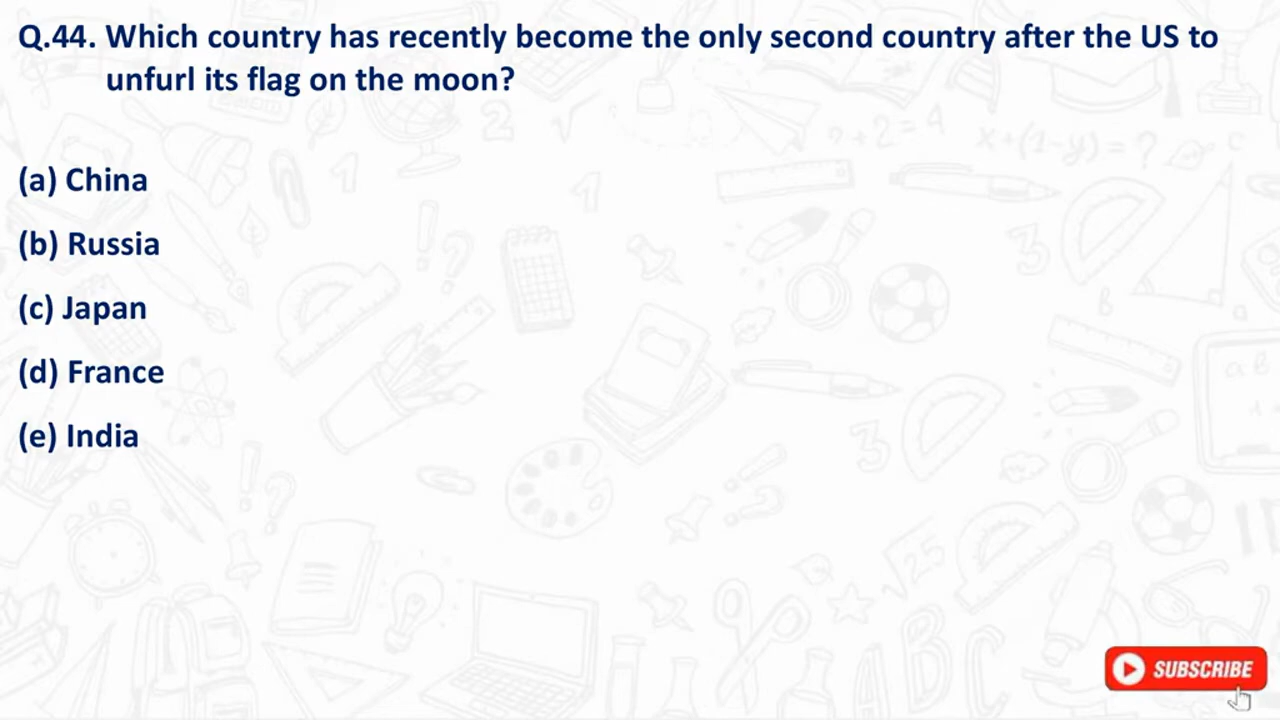 Q.44. Which country has recently become the only second country after the US to
unfurl its flag on the moon?
(a) China
(b) Russia
(c) Japan
(d) France
(e) India
SUBSCRIBE